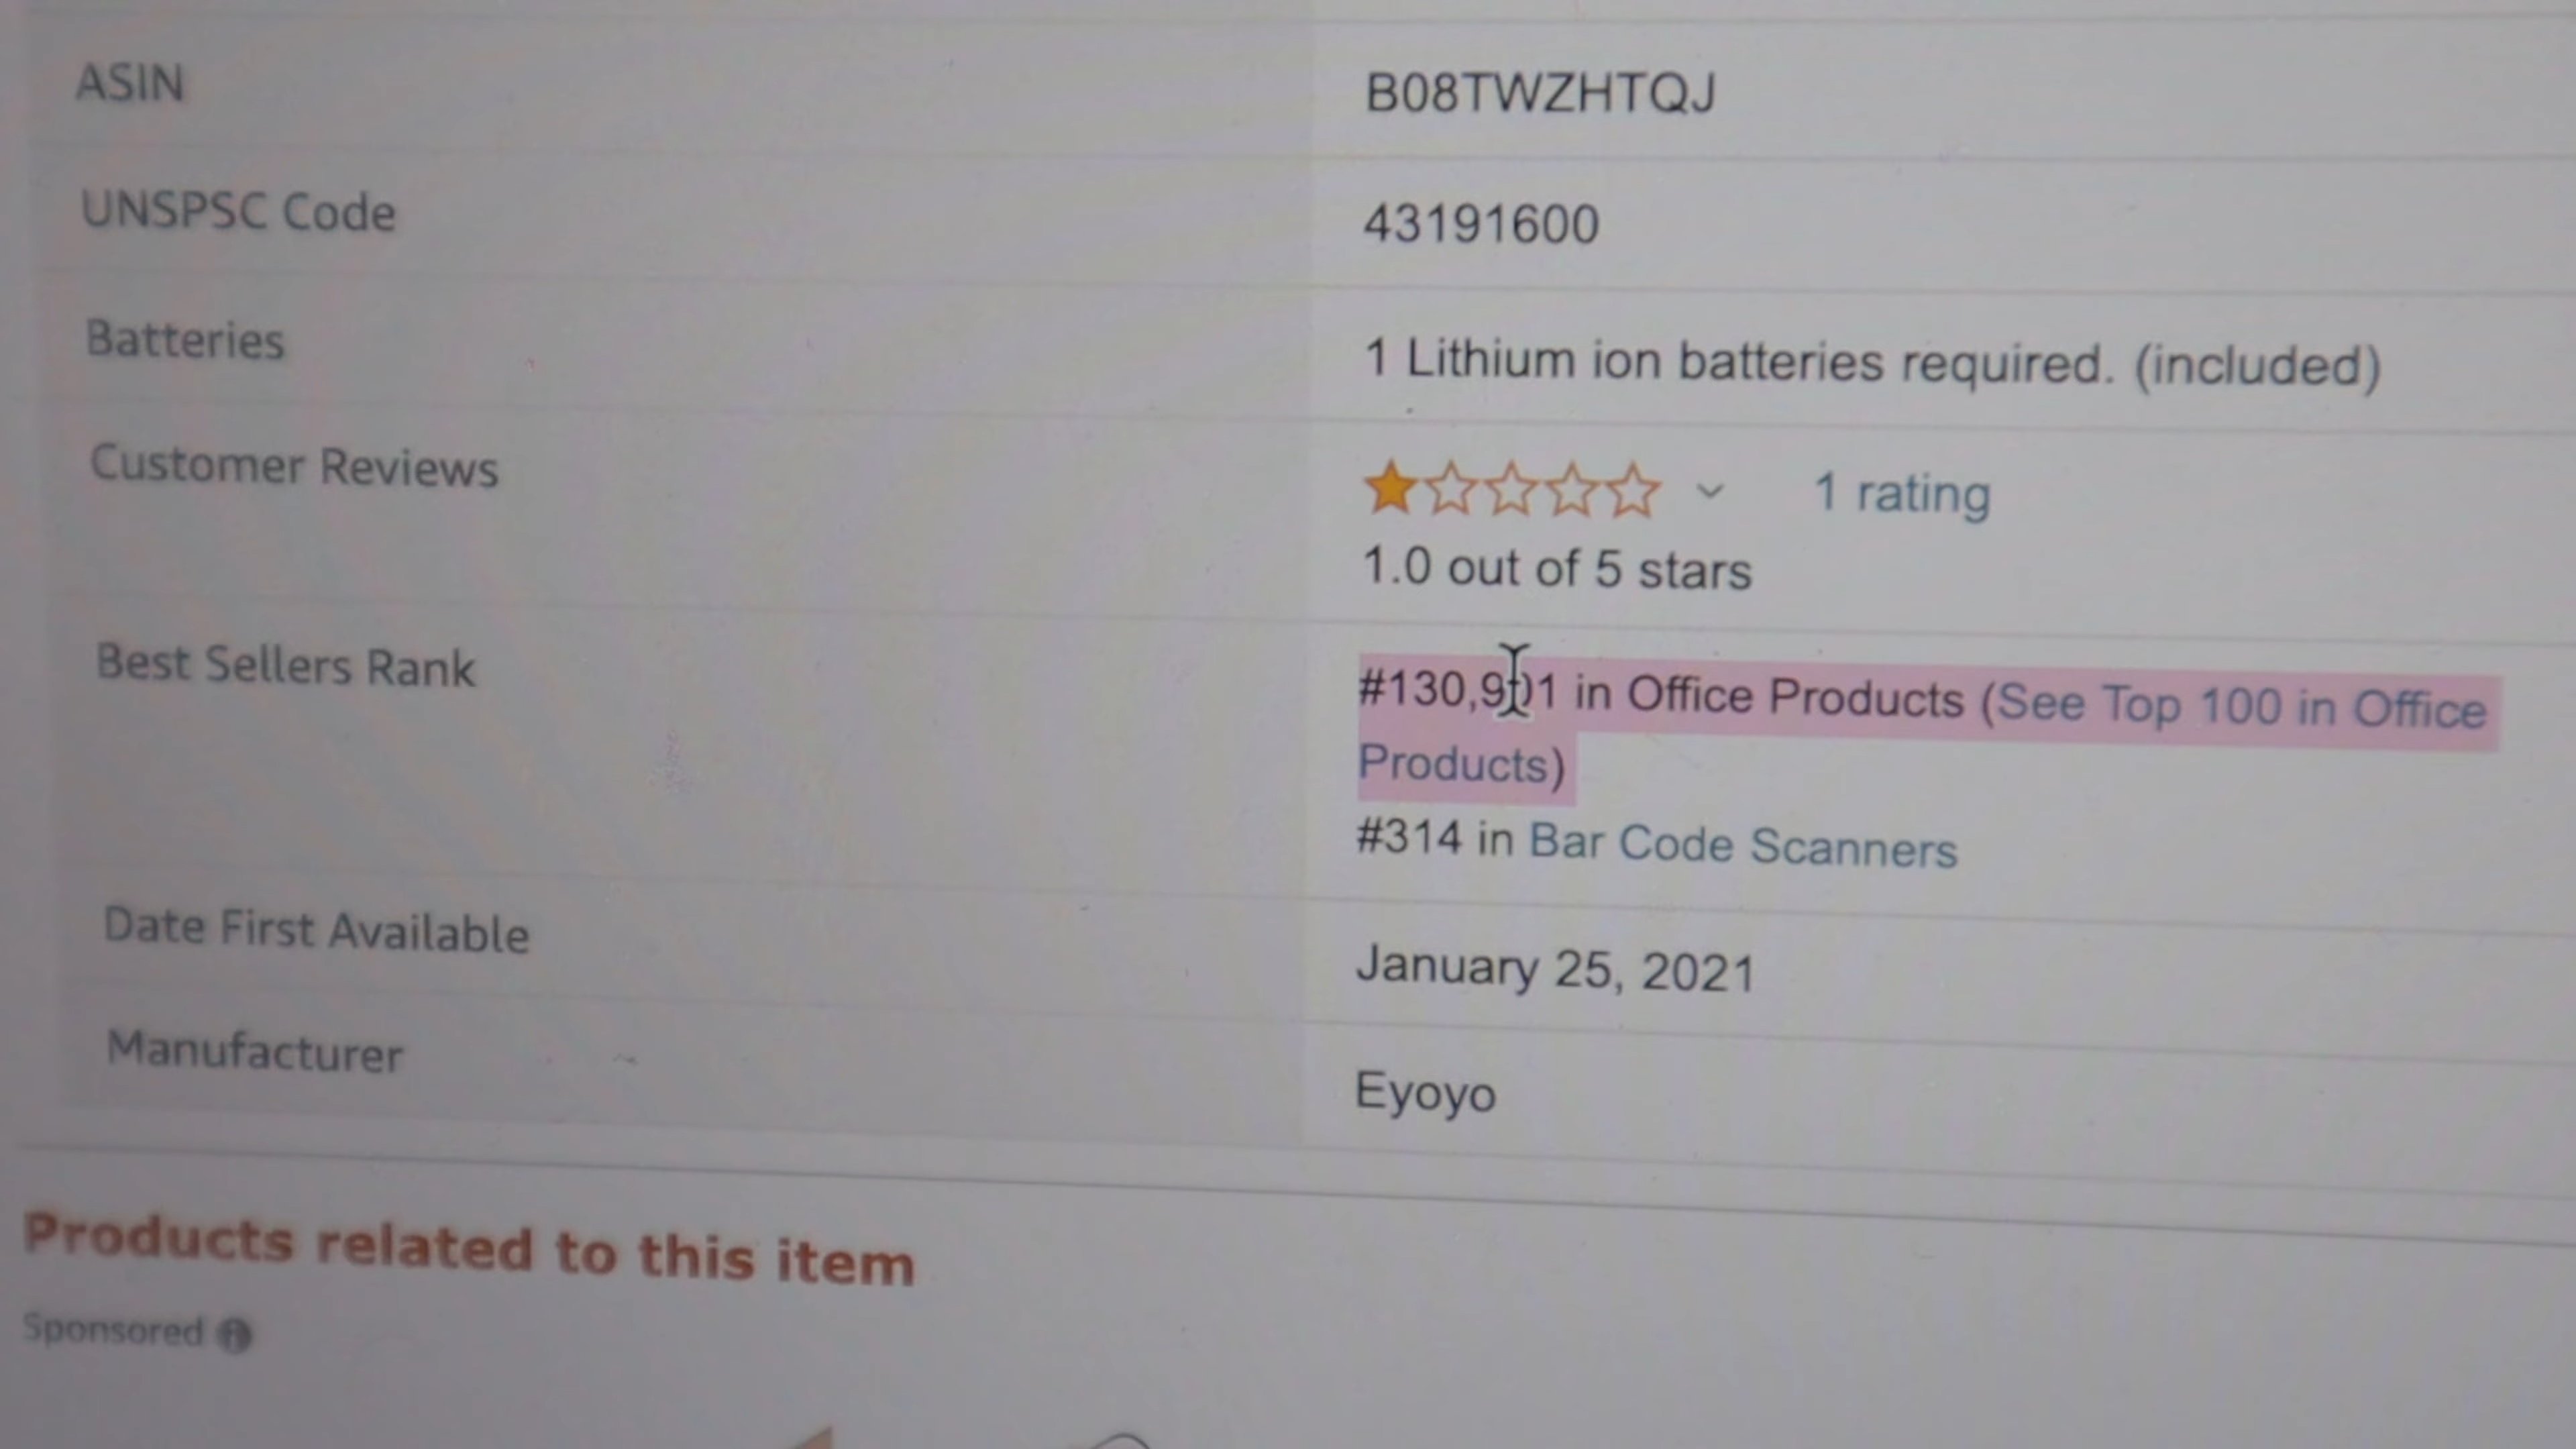 ASIN B08TWZHTQJ
UNSPSC Code 43191600
Batteries 1 Lithium ion batteries required. (included)
Customer Reviews 1 rating
1.0 out of 5 stars
Best Sellers Rank #130,901 in Office Products (See Top 100 in Office
Products)
#314 in Bar Code Scanners
Date First Available January 25, 2021
Manufacturer Eyoyo
Products related to this item
Sponsored